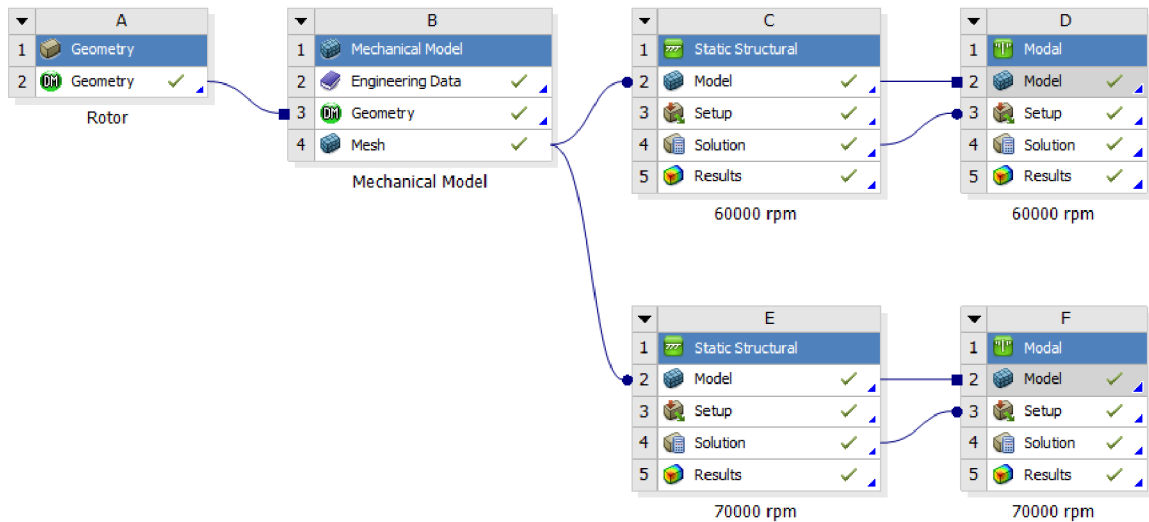 A
1 Geometry
2 DM Geometry
Rotor
B
1 Mechanical Model
2 Engineering Data
3 DM Geometry
4 Mesh
Mechanical Model
C
1 Static Structural
2 Model
3 Setup
4 Solution
5 Results
60000 rpm
D
1 Modal
2 Model
3 Setup
4 Solution
5 Results
60000 rpm
E
1 Static Structural
2 Model
3 Setup
4 Solution
5 Results
70000 rpm
F
1 Modal
2 Model
3 Setup
4 Solution
5 Results
70000 rpm